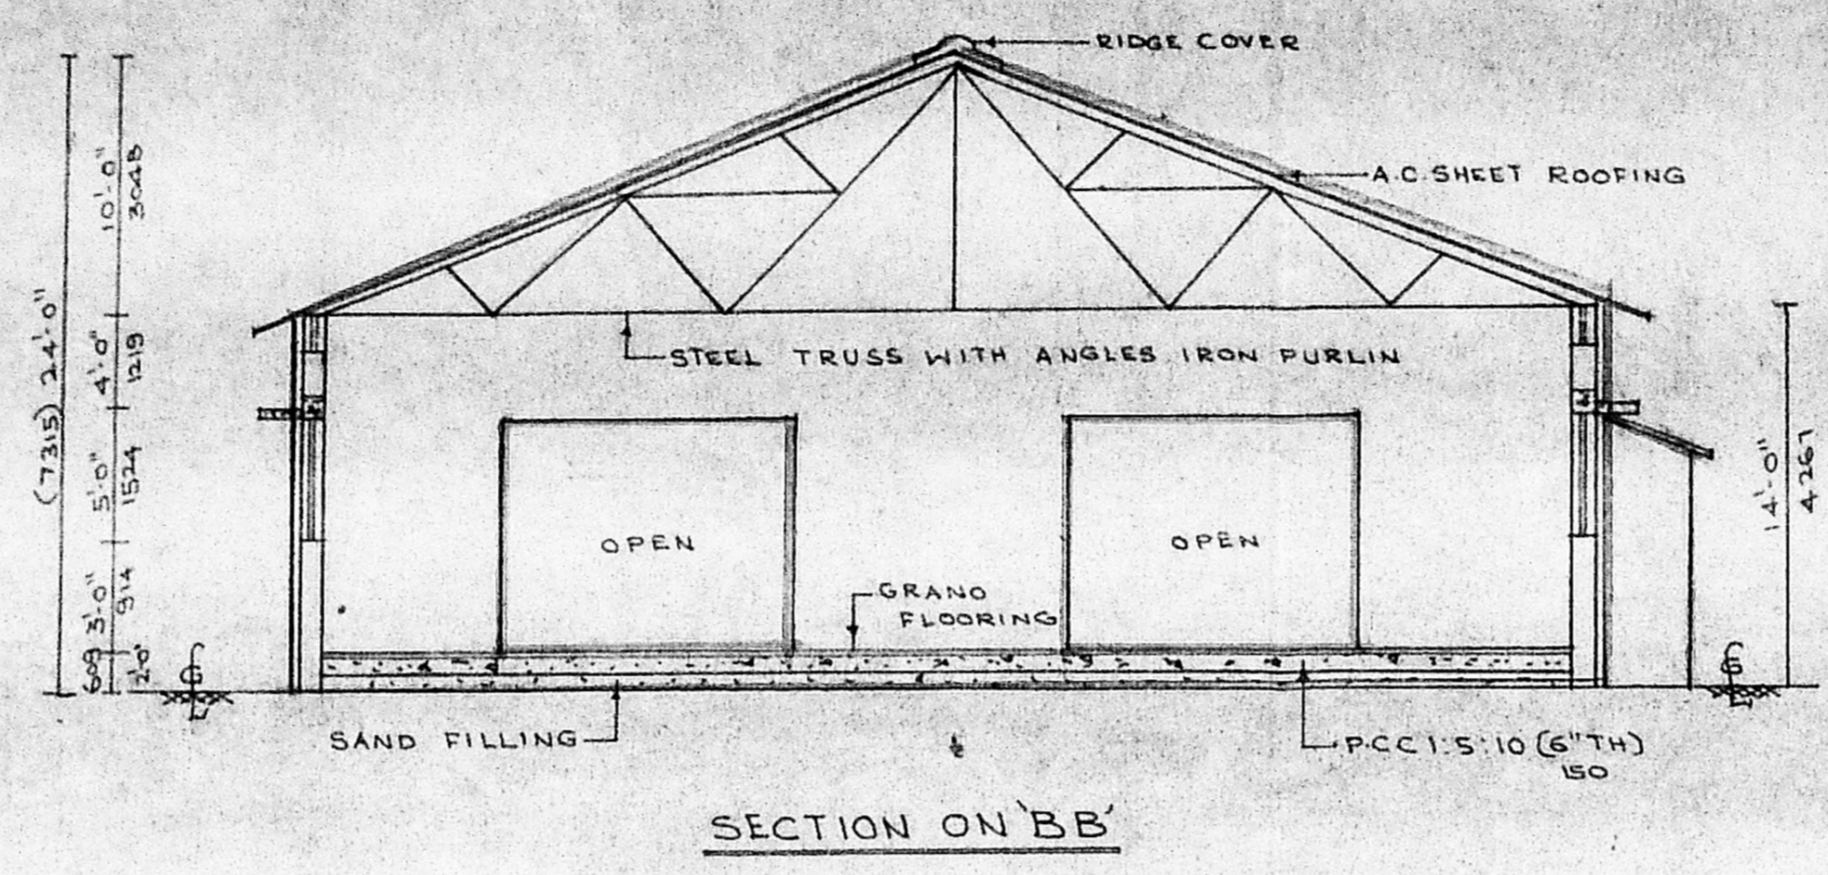 RIDGE COVER
A.C. SHEET ROOFING
10'-0"
3048
(7315) 24'-0"
4'-0"
1219
STEEL TRUSS WITH ANGLES IRON PURLIN
5'-0"
1524
14'-0"
4267
OPEN
OPEN
3'-0"
914
GRANO
FLOORING
609
2'-0"
GL
GL
SAND FILLING
P.C.C 1:5:10 (6" TH)
150
SECTION ON 'BB'